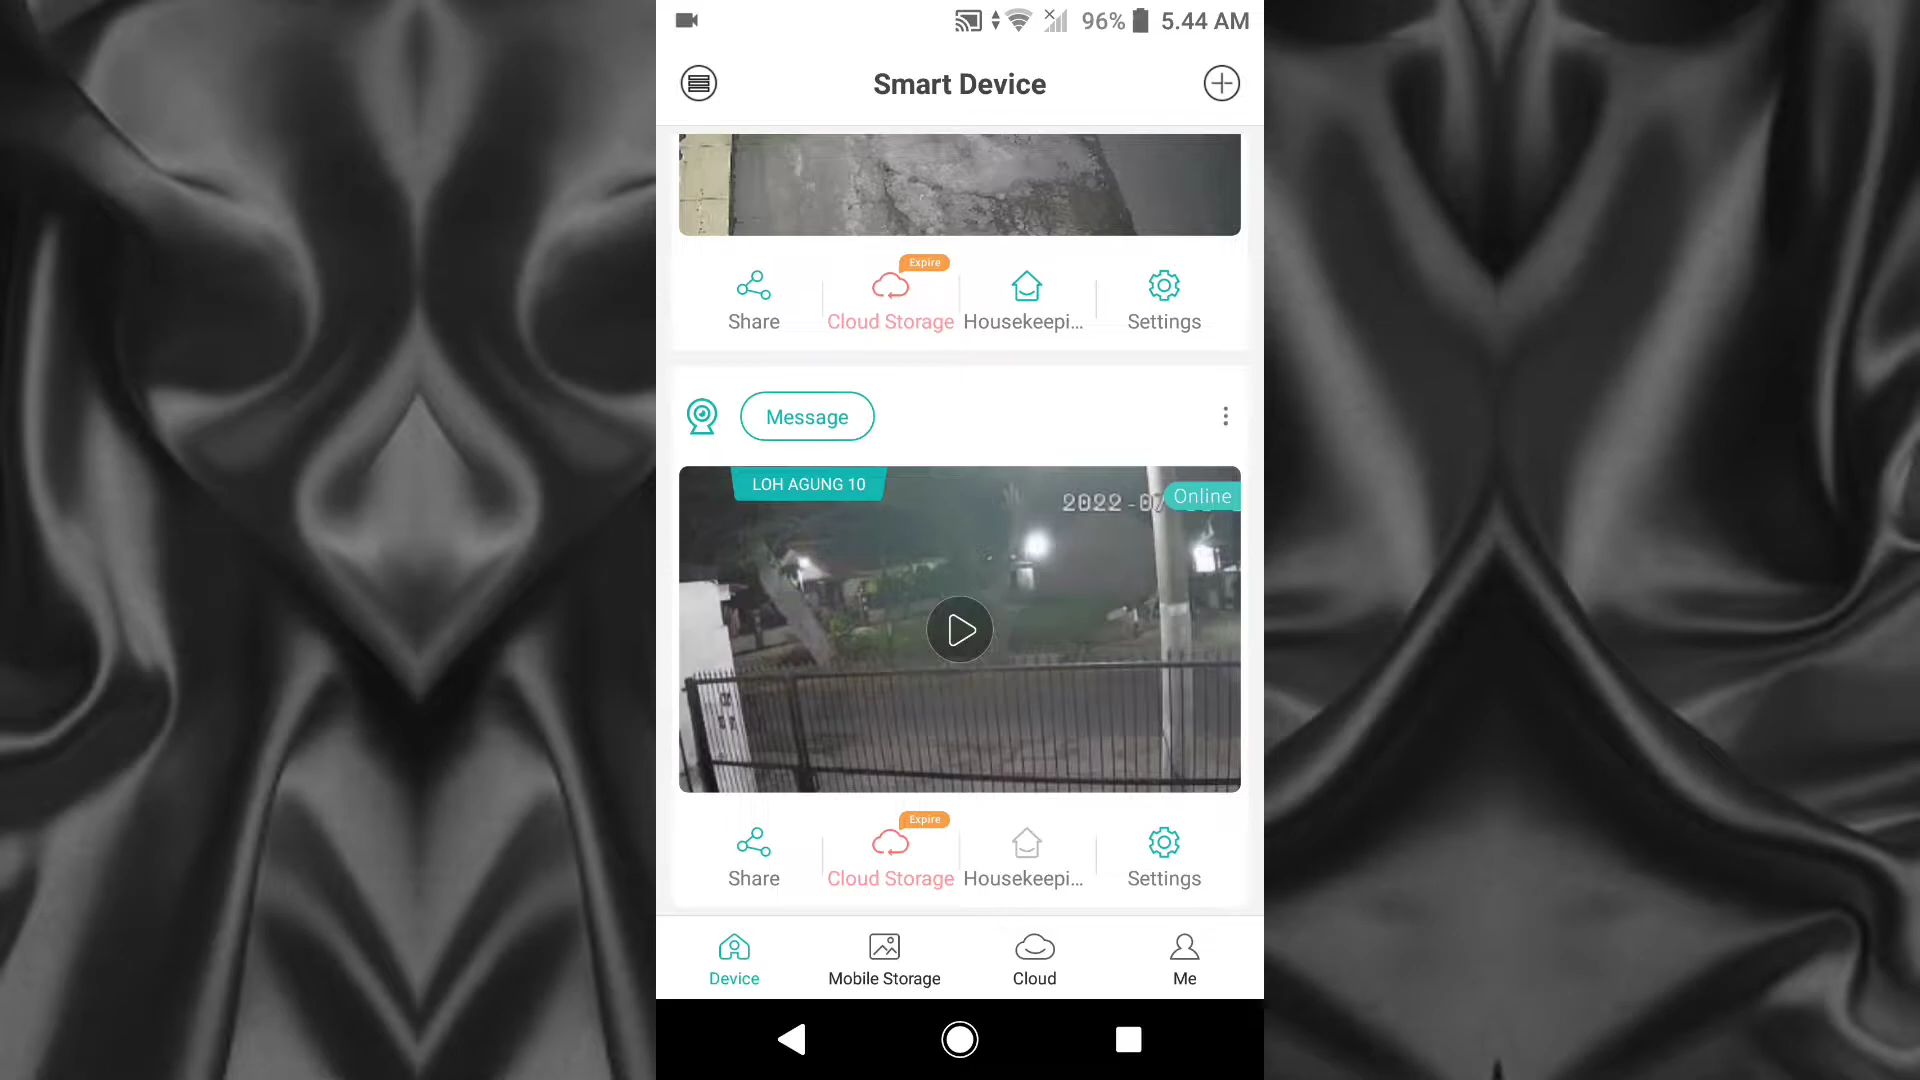 96% 5.44 AM
Smart Device
Expire
Share
Cloud Storage
Housekeepi...
Settings
Message
LOH AGUNG 10
2022-07
Online
Expire
Share
Cloud Storage
Housekeepi...
Settings
Device
Mobile Storage
Cloud
Me